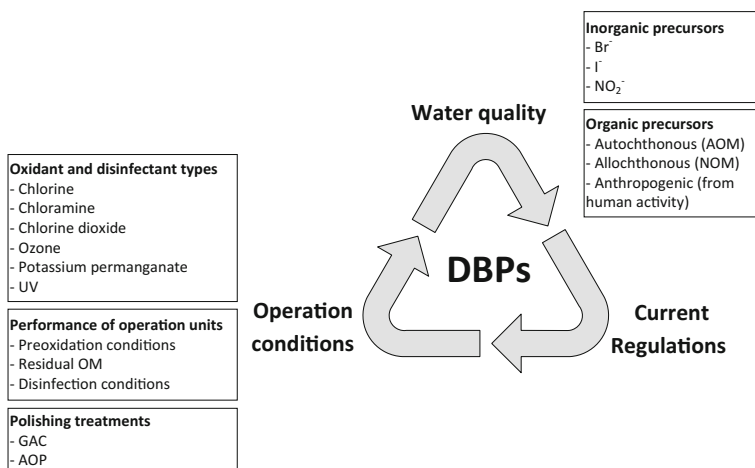 Inorganic precursors
- Br⁻
- I⁻
- NO₂⁻
Water quality
Organic precursors
- Autochthonous (AOM)
- Allochthonous (NOM)
- Anthropogenic (from
human activity)
Oxidant and disinfectant types
- Chlorine
- Chloramine
- Chlorine dioxide
- Ozone
- Potassium permanganate
- UV
DBPs
Operation
conditions
Current
Regulations
Performance of operation units
- Preoxidation conditions
- Residual OM
- Disinfection conditions
Polishing treatments
- GAC
- AOP